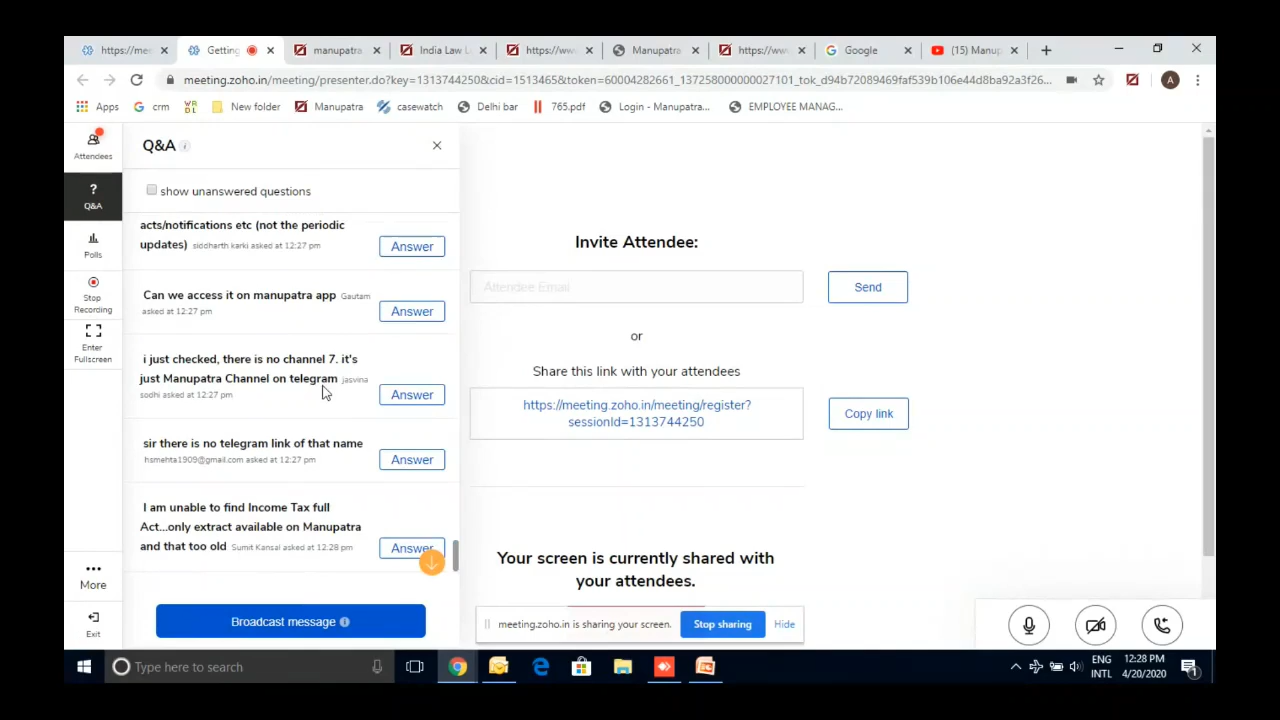 https://mee
Getting
manupatra
India Law L
https://ww
Manupatra
https://www
Google
(15) Manup
meeting.zoho.in/meeting/presenter.do?key=1313744250&cid=1513465&token=60004282661_137258000000027101_tok_d94b72089469faf539b106e44d8ba92a3f26...
Apps
crm
New folder
Manupatra
casewatch
Delhi bar
765.pdf
Login - Manupatra...
EMPLOYEE MANAG...
Attendees
Q&A
Polls
Stop
Recording
Enter
Fullscreen
More
Exit
Q&A
show unanswered questions
acts/notifications etc (not the periodic
updates) siddharth karki asked at 12:27 pm
Answer
Can we access it on manupatra app Gautam
asked at 12:27 pm
Answer
i just checked, there is no channel 7. it's
just Manupatra Channel on telegram jasvina
sodhi asked at 12:27 pm
Answer
sir there is no telegram link of that name
hsmehta1909@gmail.com asked at 12:27 pm
Answer
I am unable to find Income Tax full
Act...only extract available on Manupatra
and that too old Sumit Kansal asked at 12:28 pm
Answer
Broadcast message
Invite Attendee:
Attendee Email
Send
or
Share this link with your attendees
https://meeting.zoho.in/meeting/register?
sessionId=1313744250
Copy link
Your screen is currently shared with
your attendees.
meeting.zoho.in is sharing your screen.
Stop sharing
Hide
Type here to search
ENG
INTL
12:28 PM
4/20/2020